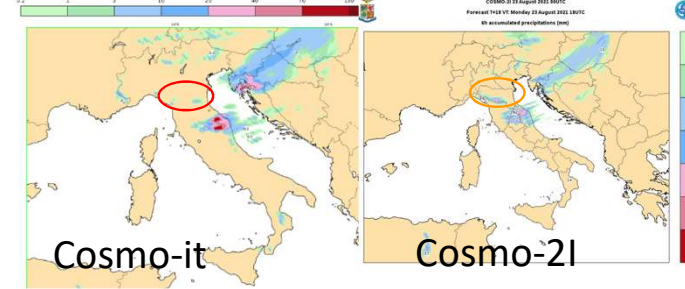 COSMO-2I 23 August 2021 00UTC
Forecast T+18 VT: Monday 23 August 2021 18UTC
6h accumulated precipitations (mm)
Cosmo-it
Cosmo-2I